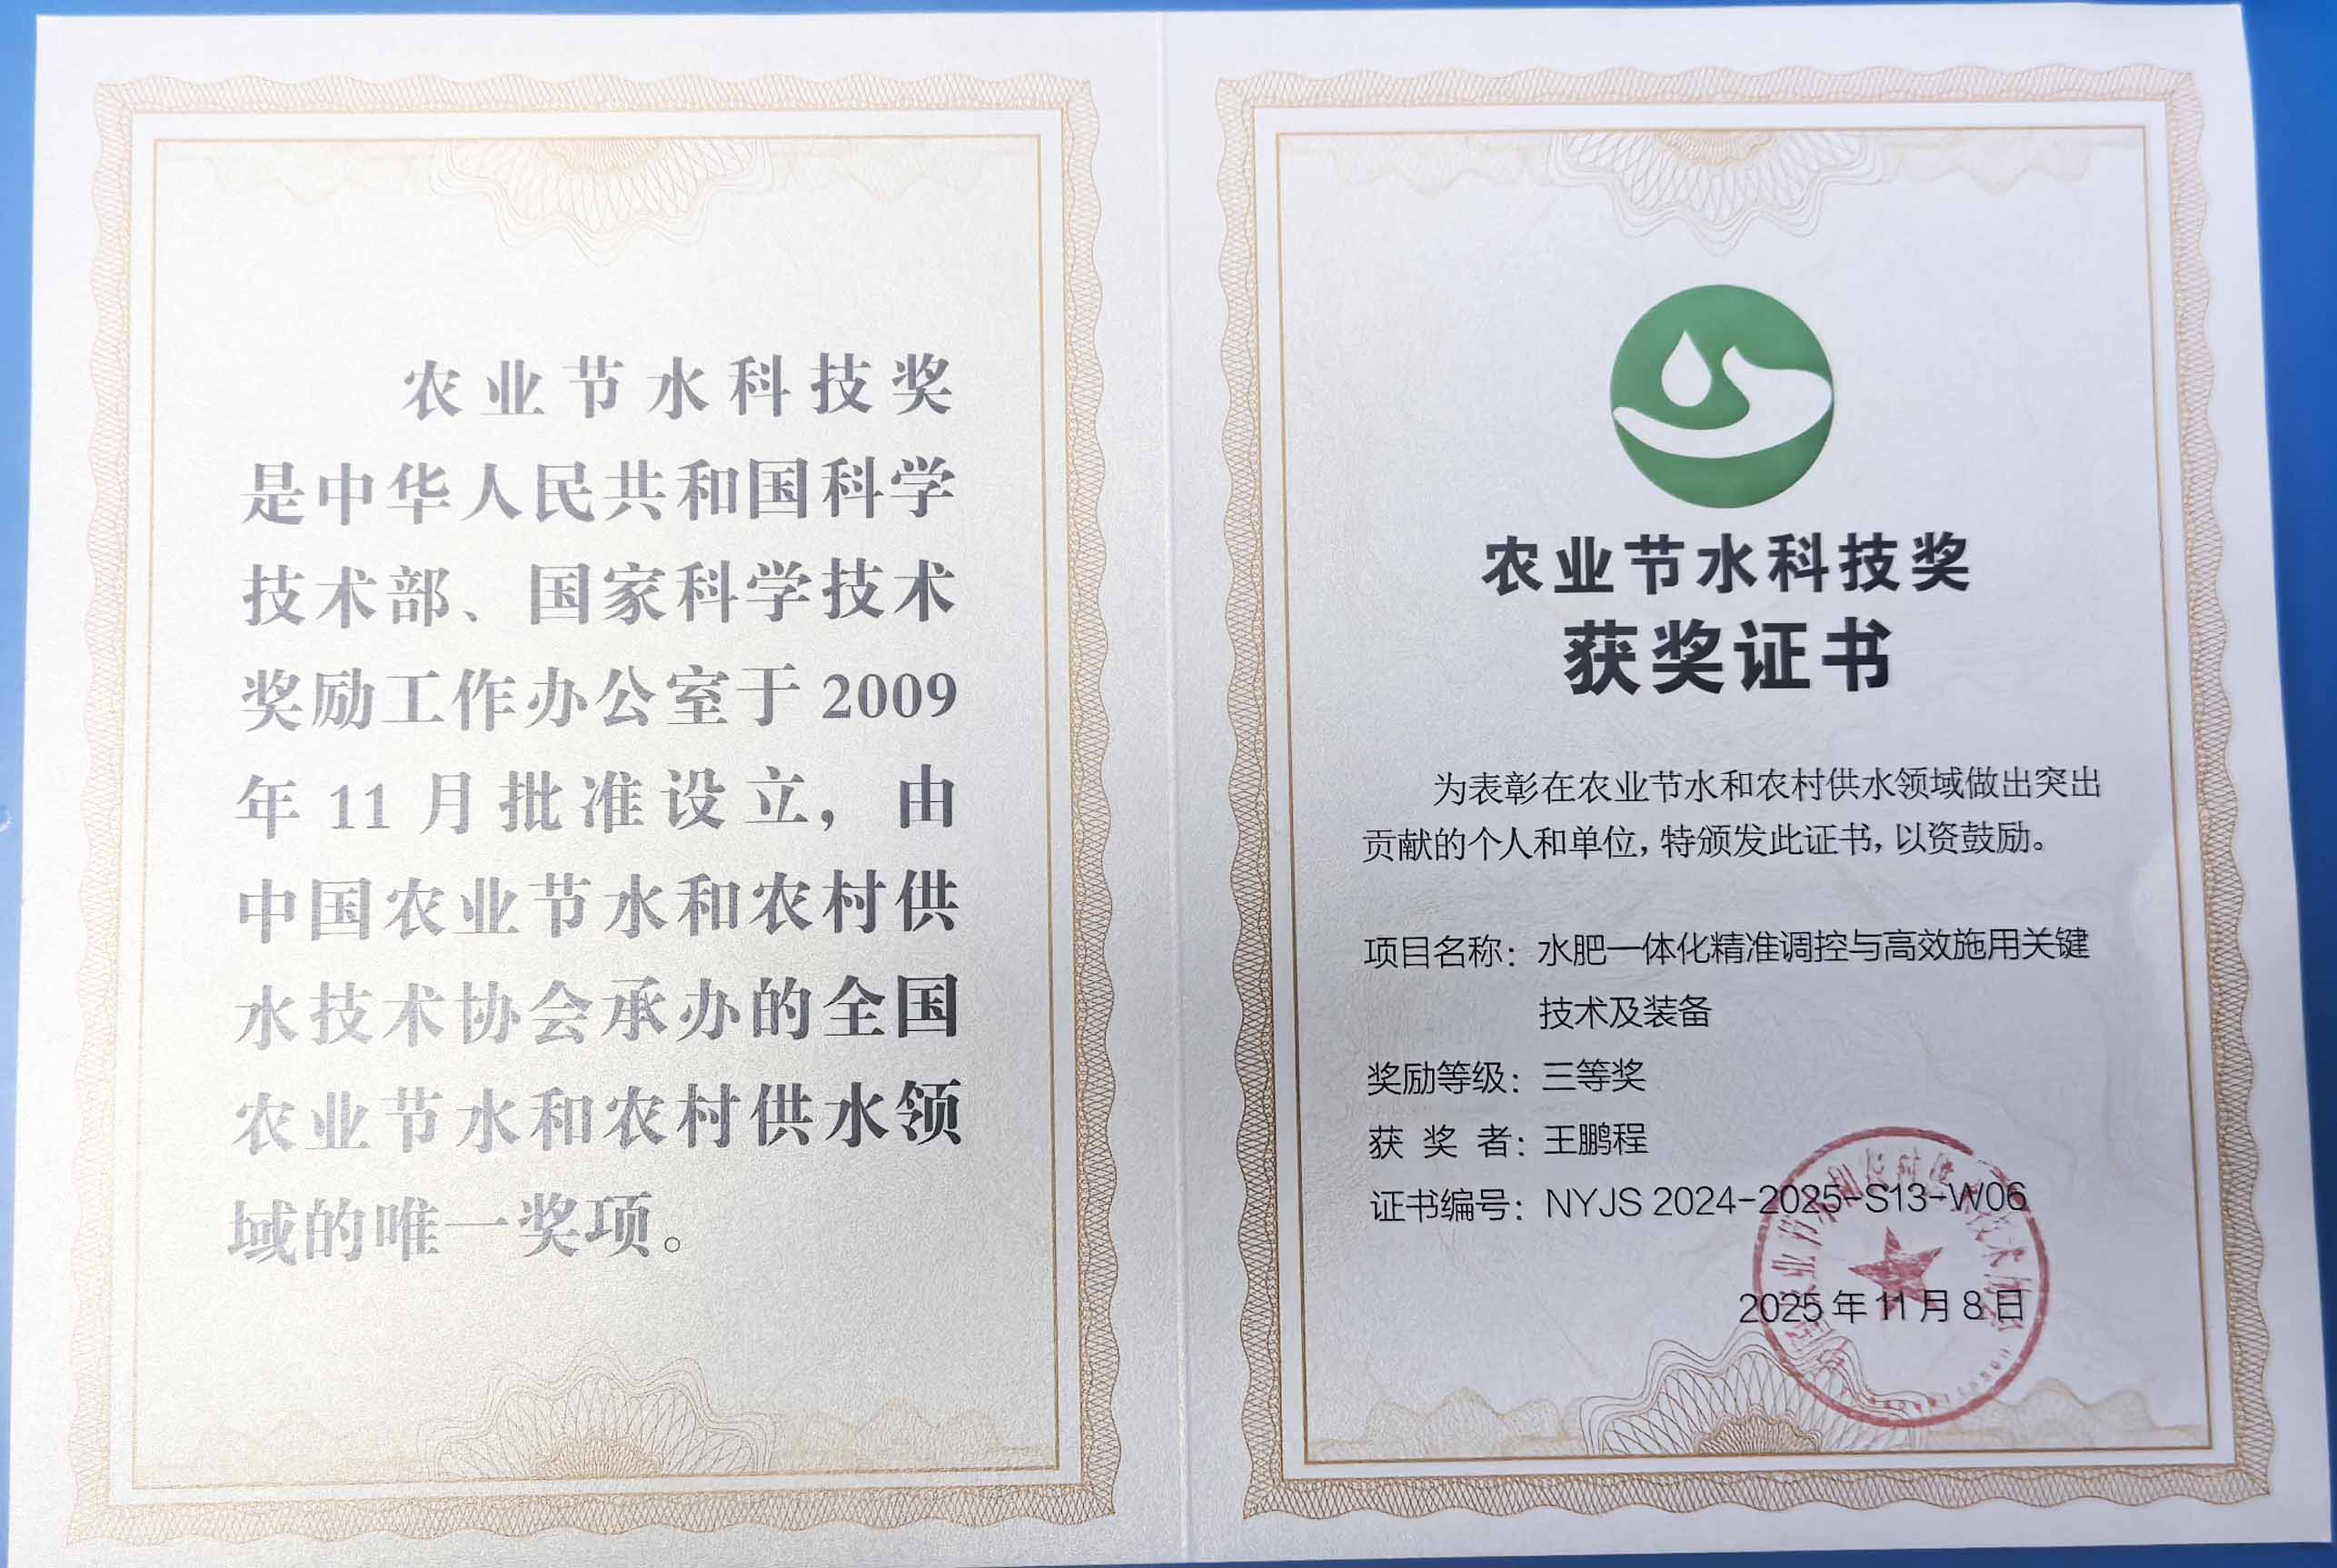 农业节水科技奖
是中华人民共和国科学
技术部、国家科学技术
奖励工作办公室于2009
年11月批准设立，由
中国农业节水和农村供
水技术协会承办的全国
农业节水和农村供水领
域的唯一奖项。
农业节水科技奖
获奖证书
为表彰在农业节水和农村供水领域做出突出
贡献的个人和单位，特颁发此证书，以资鼓励。
项目名称：水肥一体化精准调控与高效施用关键
技术及装备
奖励等级：三等奖
获奖者：王鹏程
证书编号：NYJS 2024-2025-S13-W06
2025年11月8日